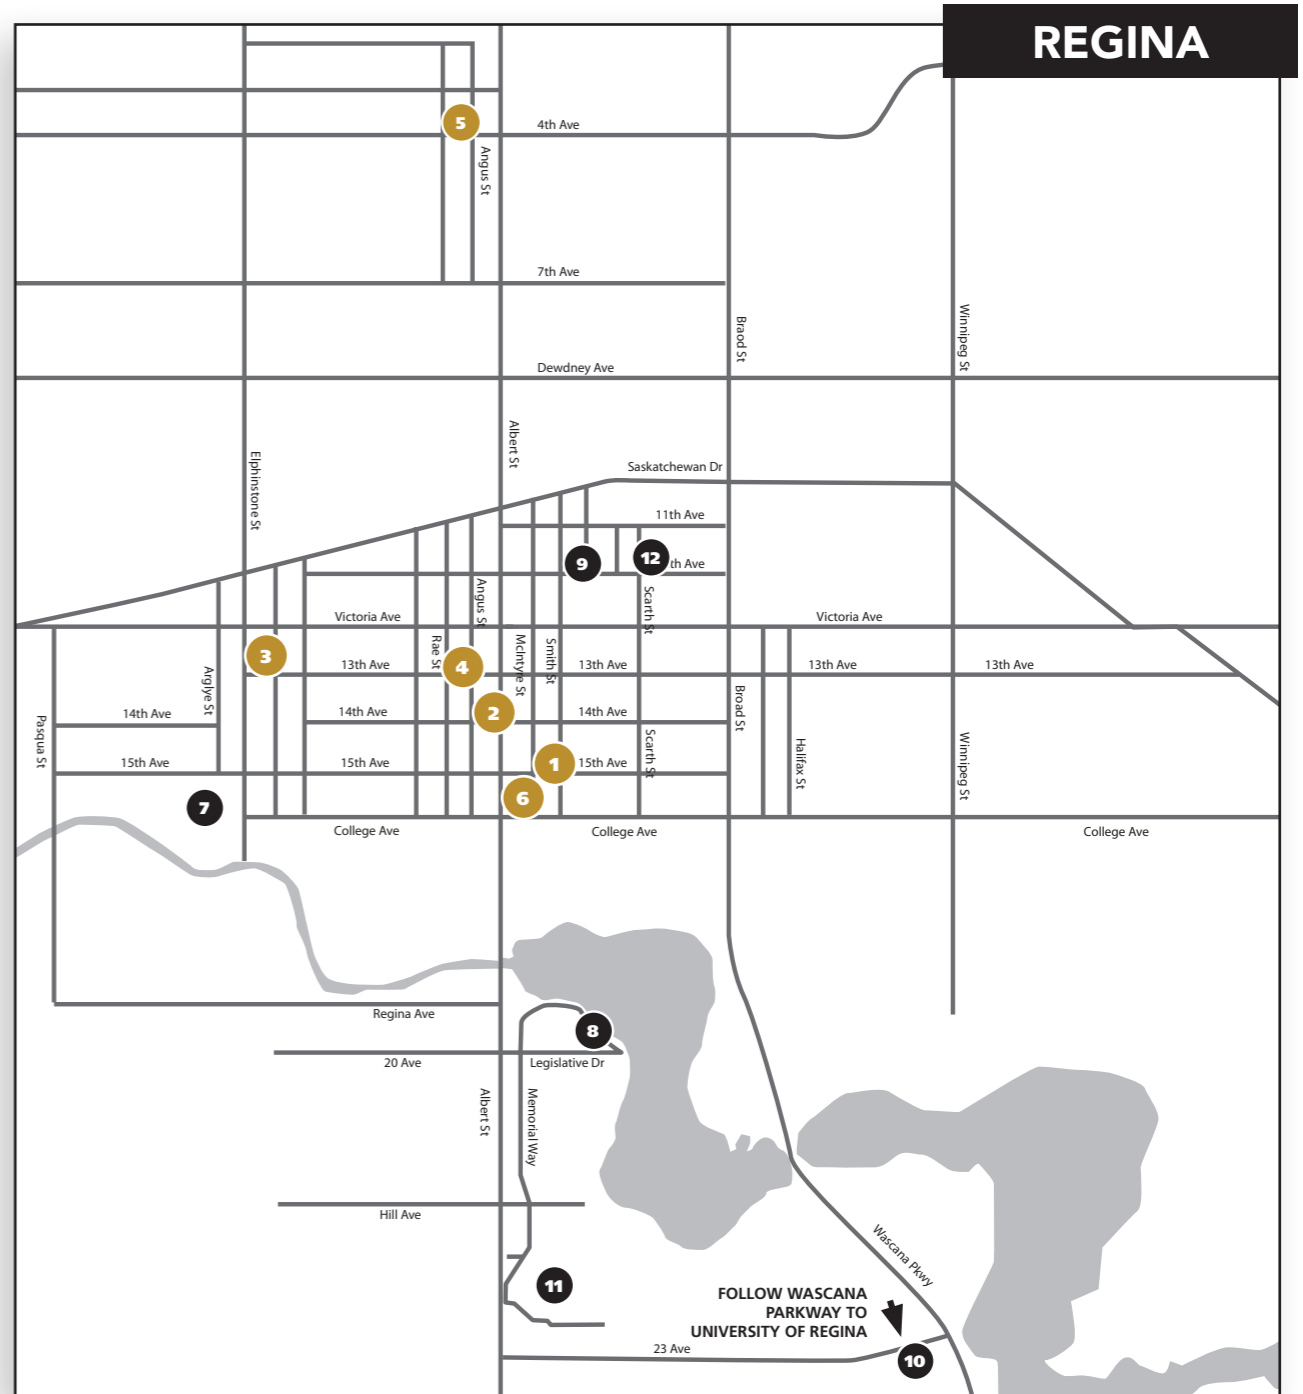 REGINA
5
4th Ave
Angus St
7th Ave
Braod St
Winnipeg St
Dewdney Ave
Albert St
Elphinstone St
Saskatchewan Dr
11th Ave
9
12
th Ave
Angus St
Scarth St
Victoria Ave
Victoria Ave
3
Rae St
4
McIntyre St
Smith St
13th Ave
13th Ave
13th Ave
13th Ave
Arglye St
Pasqua St
14th Ave
14th Ave
2
14th Ave
Broad St
Scarth St
Halifax St
Winnipeg St
15th Ave
15th Ave
1
15th Ave
7
6
College Ave
College Ave
College Ave
Regina Ave
8
20 Ave
Legislative Dr
Albert St
Memorial Way
Hill Ave
Wascana Pkwy
11
FOLLOW WASCANA
PARKWAY TO
UNIVERSITY OF REGINA
23 Ave
10